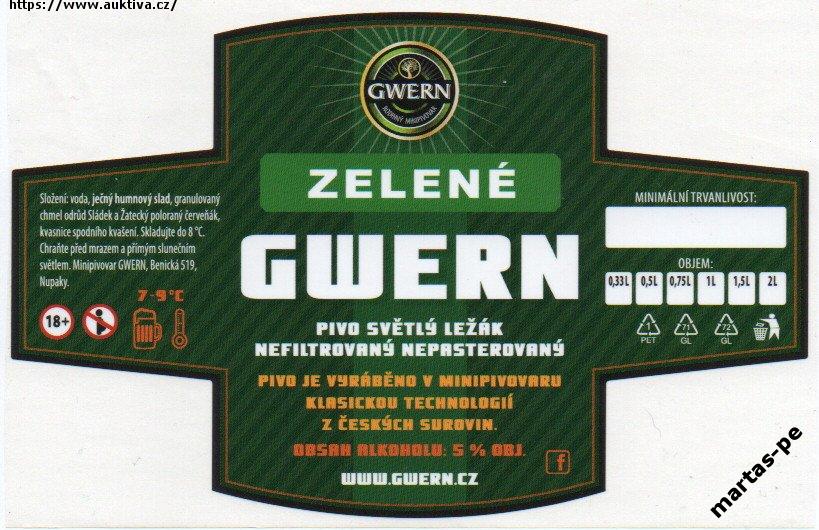 https://www.auktiva.cz/
GWERN
RODINNÝ MINIPIVOVAR
ZELENÉ
GWERN
Složení: voda, ječný humnový slad, granulovaný
chmel odrůd Sládek a Žatecký poloraný červeňák,
kvasnice spodního kvašení. Skladujte do 8 °C.
Chraňte před mrazem a přímým slunečním
světlem. Minipivovar GWERN, Benická 519,
Nupaky.
7-9°C
18+
PIVO SVĚTLÝ LEŽÁK
NEFILTROVANÝ NEPASTEROVANÝ
PIVO JE VYRÁBĚNO V MINIPIVOVARU
KLASICKOU TECHNOLOGIÍ
Z ČESKÝCH SUROVIN.
OBSAH ALKOHOLU: 5 % OBJ.
f
WWW.GWERN.CZ
MINIMÁLNÍ TRVANLIVOST:
OBJEM:
0,33L 0,5L 0,75L 1L 1,5L 2L
1 71 72
PET GL GL
martas-pe